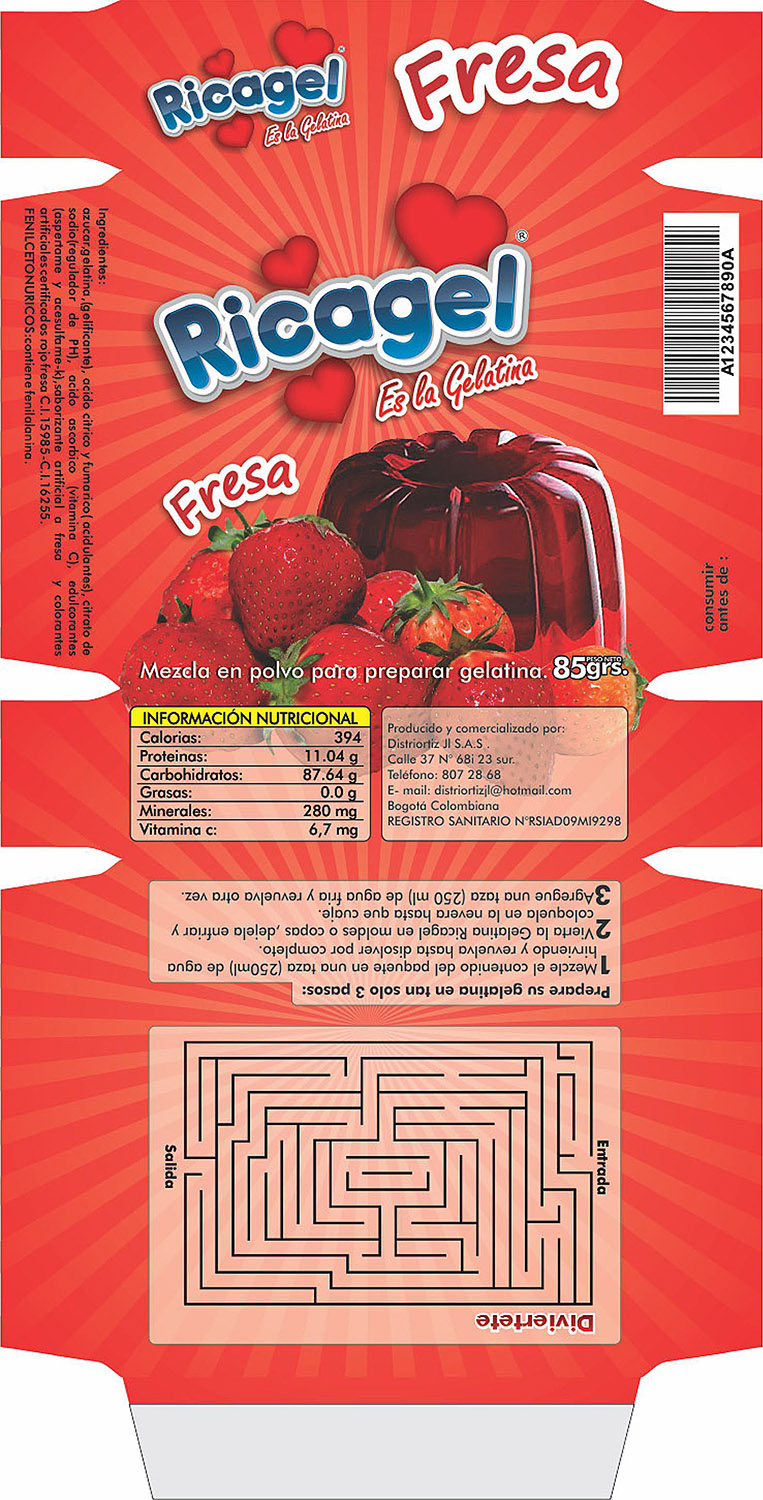 Ricagel®
Es la Gelatina
Fresa
Ingredientes:
azucar,gelatina,(gelificante), acido citrico y fumarico(acidulantes), citrato de
sodio(regulador de PH), acido ascorbico (vitamina C), edulcorantes
(aspertame y acesulfame-k),saborizante artificial a fresa y colorantes
artificiales certificados rojo fresa C.I.15985-C.I.16255.
FENILCETONURICOS:contiene fenilalanina.
Ricagel®
Es la Gelatina
Fresa
A1234567890A
consumir
antes de :
Mezcla en polvo para preparar gelatina. 85grs.
PESO NETO
INFORMACIÓN NUTRICIONAL
Calorias: 394
Proteinas: 11.04 g
Carbohidratos: 87.64 g
Grasas: 0.0 g
Minerales: 280 mg
Vitamina c: 6,7 mg
Producido y comercializado por:
Distriortiz Jl S.A.S .
Calle 37 N° 68i 23 sur.
Teléfono: 807 28 68
E- mail: distriortizjl@hotmail.com
Bogotá Colombiana
REGISTRO SANITARIO N°RSIAD09MI9298
Prepare su gelatina en tan solo 3 pasos:
1 Mezcle el contenido del paquete en una taza (250ml) de agua
hirviendo y revuelva hasta disolver por completo.
2 Vierta la Gelatina Ricagel en moldes o copas ,dejela enfriar y
coloquela en la nevera hasta que cuaje.
3 Agregue una taza (250 ml) de agua fria y revuelva otra vez.
Diviertete
Entrada
Salida